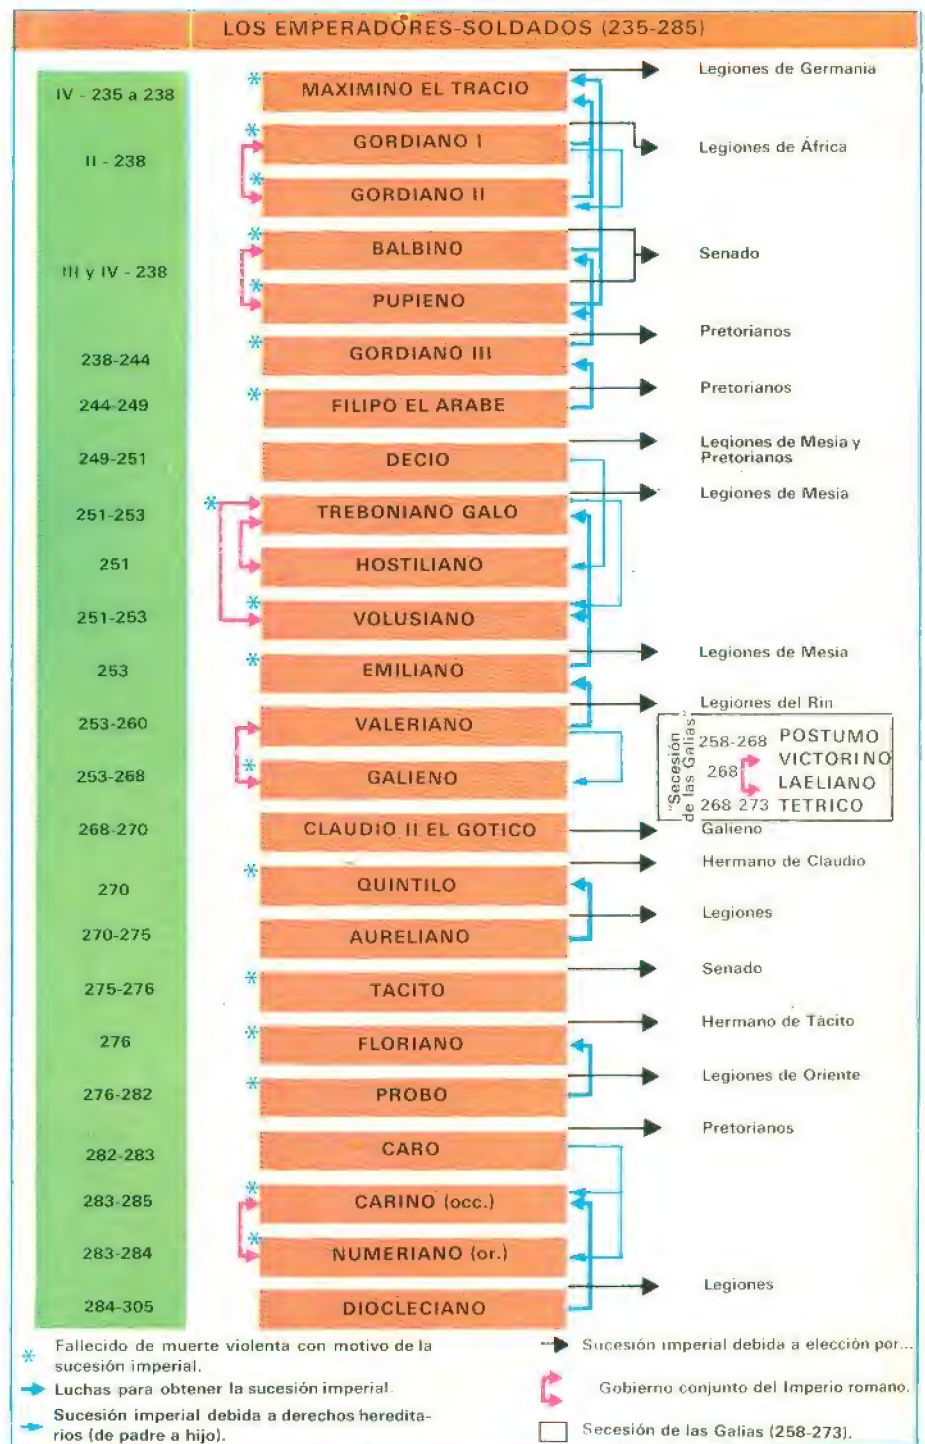 LOS EMPERADORES-SOLDADOS (235-285)
Legiones de Germania
IV - 235 a 238
MAXIMINO EL TRACIO
GORDIANO I
II - 238
Legiones de África
GORDIANO II
BALBINO
Senado
III y IV - 238
PUPIENO
Pretorianos
238-244
GORDIANO III
Pretorianos
244-249
FILIPO EL ARABE
249-251
DECIO
Legiones de Mesia y
Pretorianos
Legiones de Mesia
251-253
TREBONIANO GALO
251
HOSTILIANO
251-253
VOLUSIANO
Legiones de Mesia
253
EMILIANO
Legiones del Rin
253-260
VALERIANO
"Secesión
de las Galias"
258-268 POSTUMO
VICTORINO
268
LAELIANO
268-273 TETRICO
253-268
GALIENO
268-270
CLAUDIO II EL GOTICO
Galieno
Hermano de Claudio
270
QUINTILO
Legiones
270-275
AURELIANO
Senado
275-276
TACITO
Hermano de Tácito
276
FLORIANO
Legiones de Oriente
276-282
PROBO
Pretorianos
282-283
CARO
283-285
CARINO (occ.)
283-284
NUMERIANO (or.)
Legiones
284-305
DIOCLECIANO
Fallecido de muerte violenta con motivo de la
sucesión imperial.
Luchas para obtener la sucesión imperial.
Sucesión imperial debida a derechos heredita-
rios (de padre a hijo).
Sucesión imperial debida a elección por...
Gobierno conjunto del Imperio romano.
Secesión de las Galias (258-273).